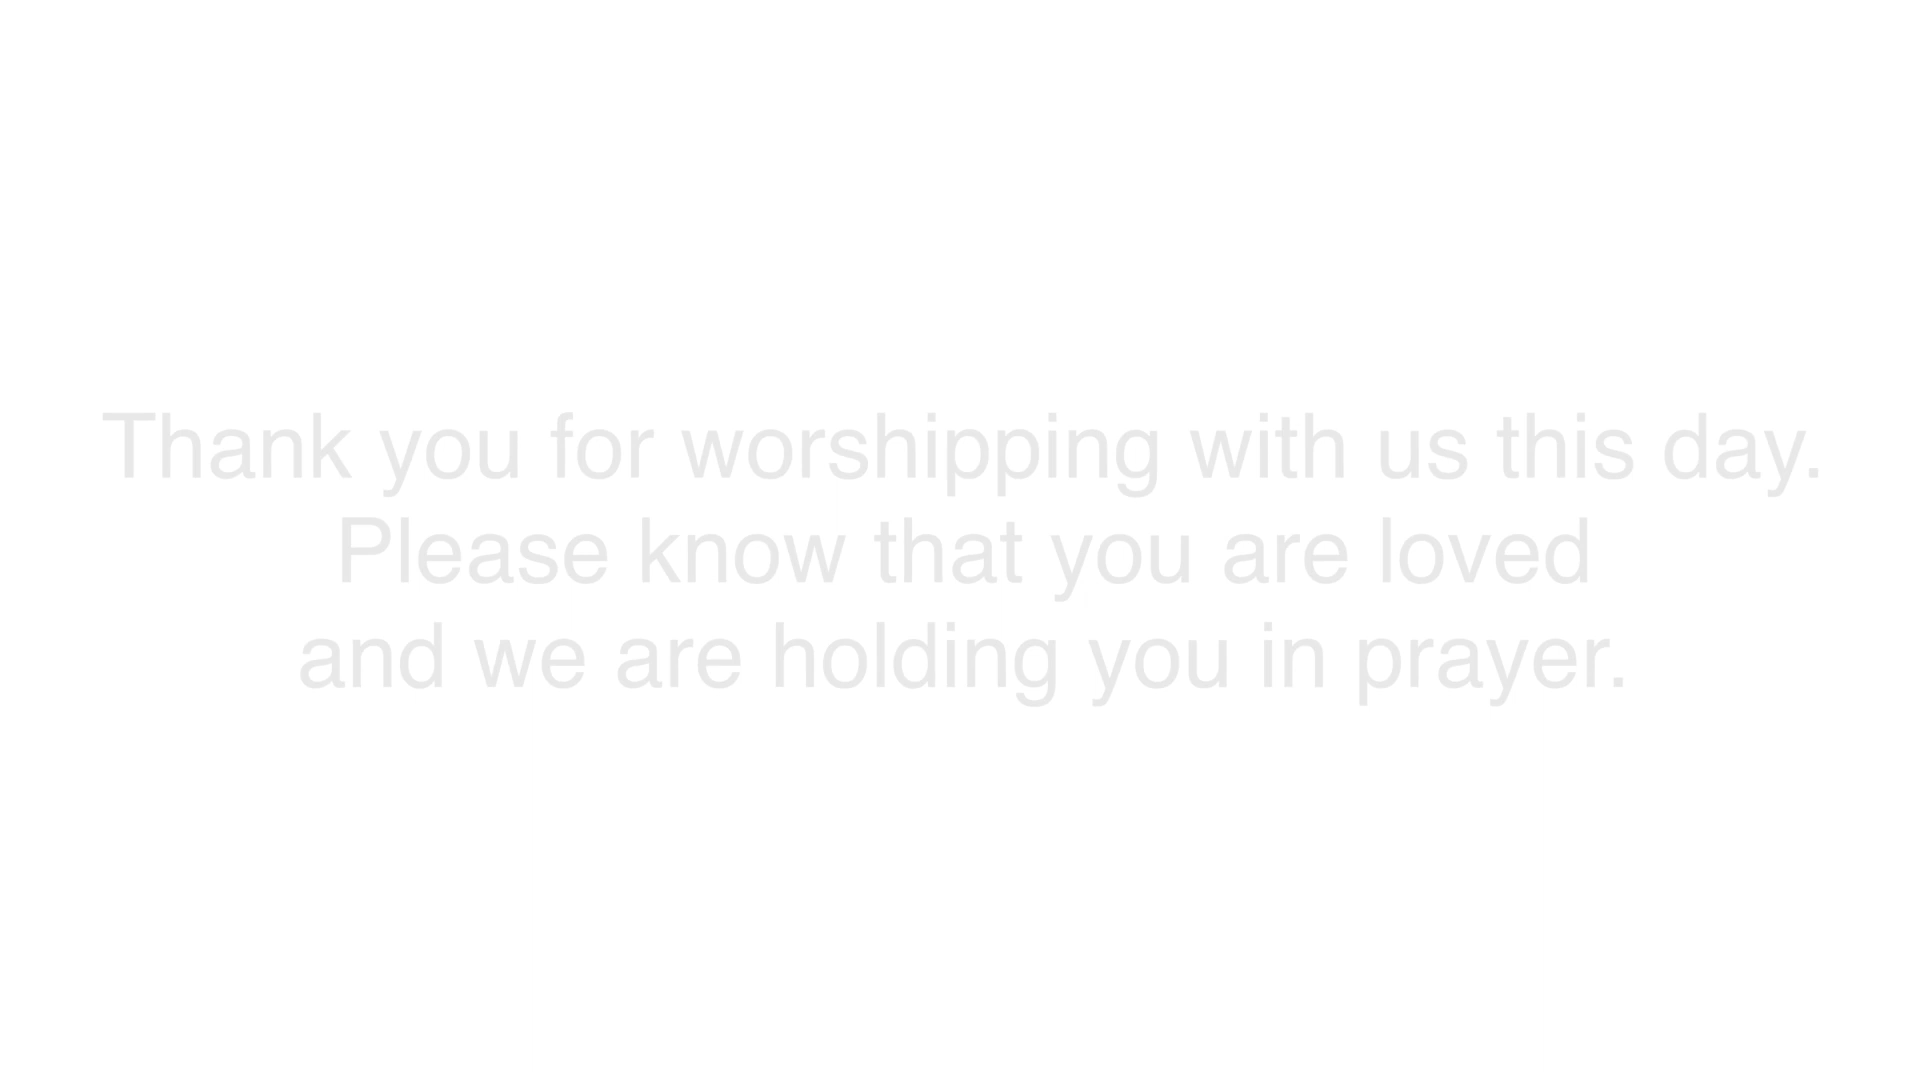 Thank you for worshipping with us this day.
Please know that you are loved
and we are holding you in prayer.